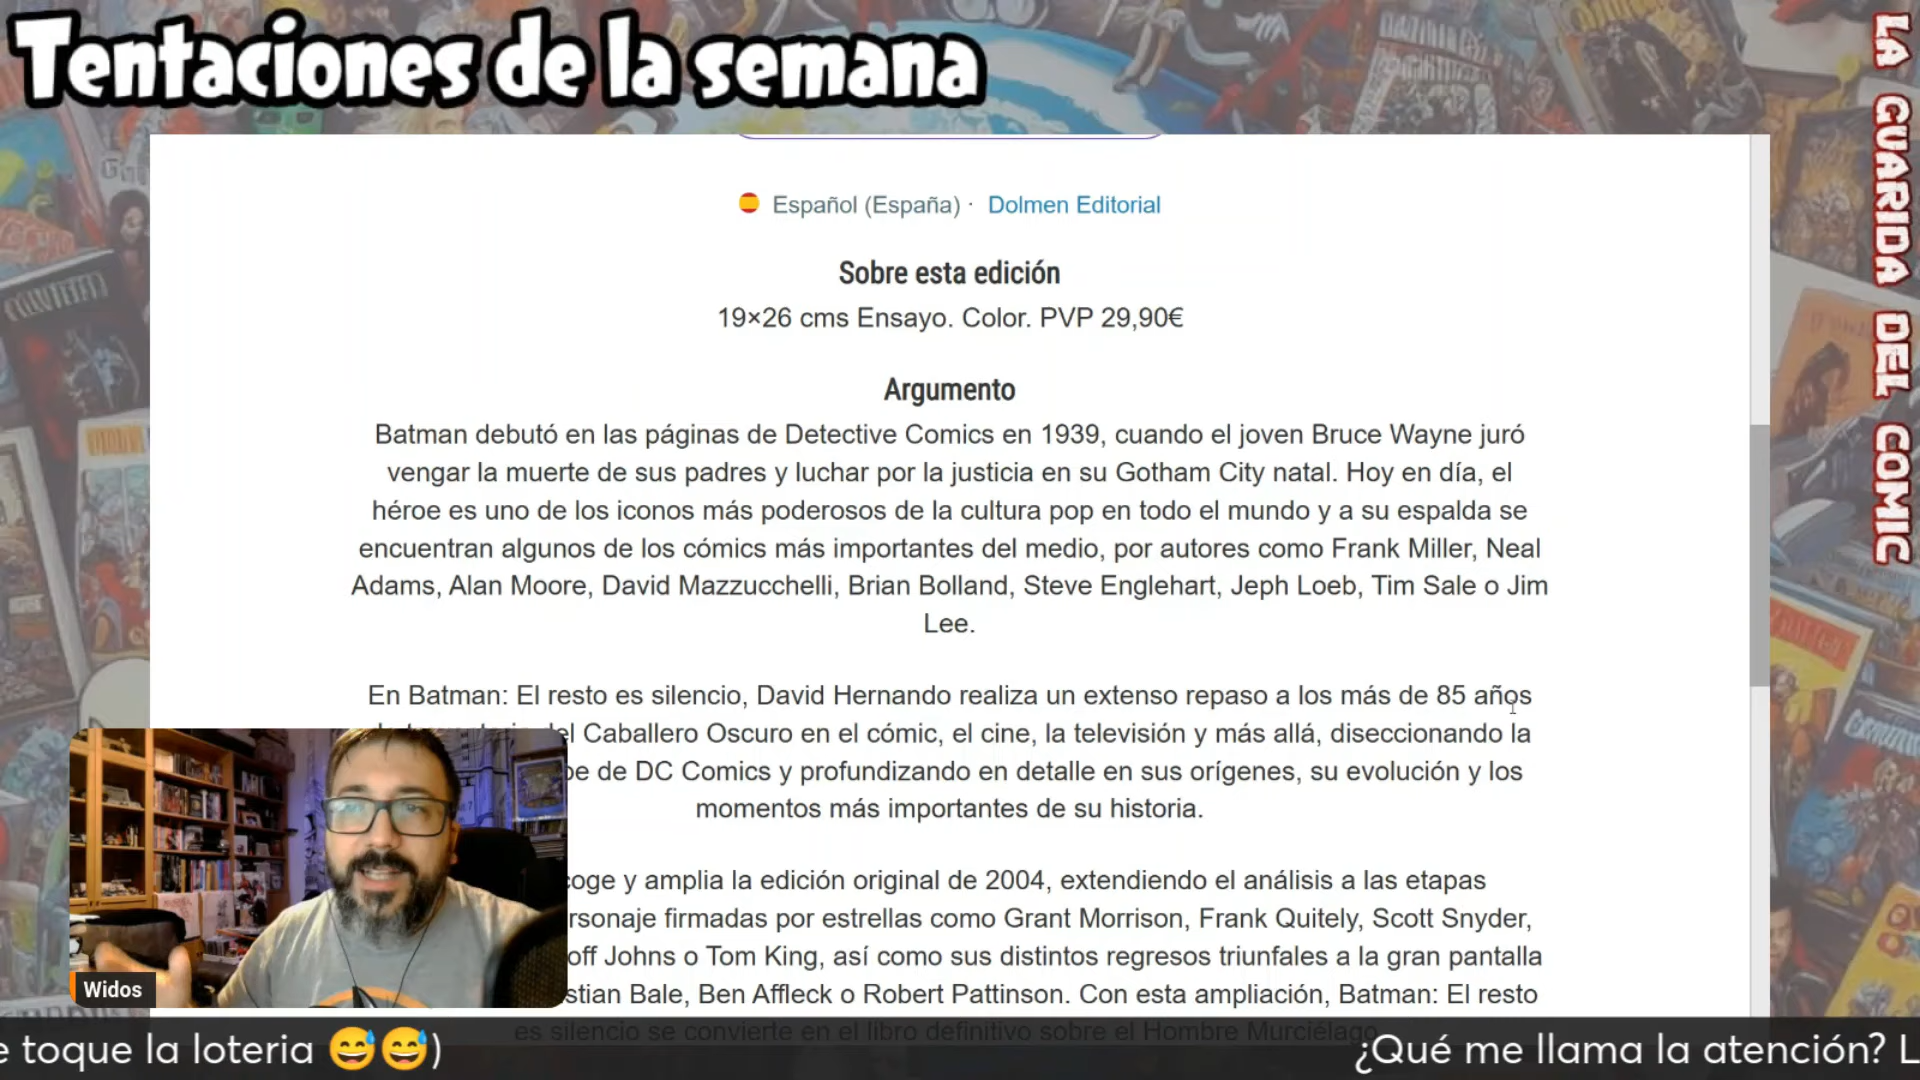 Tentaciones de la semana
LA GUARIDA DEL COMIC
Español (España) · Dolmen Editorial
Sobre esta edición
19×26 cms Ensayo. Color. PVP 29,90€
Argumento
Batman debutó en las páginas de Detective Comics en 1939, cuando el joven Bruce Wayne juró
vengar la muerte de sus padres y luchar por la justicia en su Gotham City natal. Hoy en día, el
héroe es uno de los iconos más poderosos de la cultura pop en todo el mundo y a su espalda se
encuentran algunos de los cómics más importantes del medio, por autores como Frank Miller, Neal
Adams, Alan Moore, David Mazzucchelli, Brian Bolland, Steve Englehart, Jeph Loeb, Tim Sale o Jim
Lee.
En Batman: El resto es silencio, David Hernando realiza un extenso repaso a los más de 85 años
el Caballero Oscuro en el cómic, el cine, la televisión y más allá, diseccionando la
be de DC Comics y profundizando en detalle en sus orígenes, su evolución y los
momentos más importantes de su historia.
coge y amplia la edición original de 2004, extendiendo el análisis a las etapas
rsonaje firmadas por estrellas como Grant Morrison, Frank Quitely, Scott Snyder,
off Johns o Tom King, así como sus distintos regresos triunfales a la gran pantalla
stian Bale, Ben Affleck o Robert Pattinson. Con esta ampliación, Batman: El resto
es silencio se convierte en el libro definitivo sobre el Hombre Murciélago.
Widos
e toque la loteria 😅😅) ¿Qué me llama la atención? L